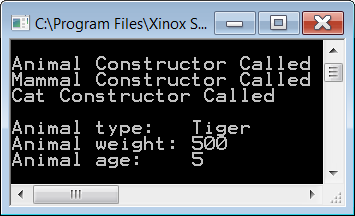 C:\Program Files\Xinox S...
Animal Constructor Called
Mammal Constructor Called
Cat Constructor Called
Animal type: Tiger
Animal weight: 500
Animal age: 5